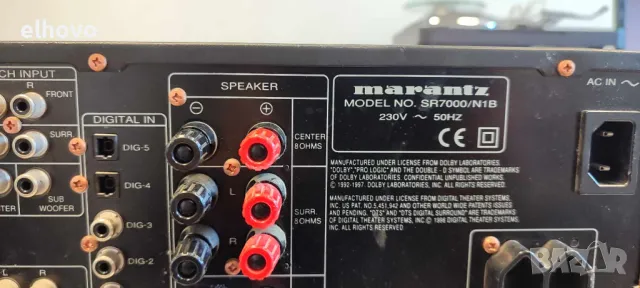 elhovo
CH INPUT
R
FRONT
SURR
SUB
WOOFER
L
R
DIGITAL IN
DIG-5
DIG-4
DIG-3
DIG-2
SPEAKER
− +
CENTER
8 OHMS
L
SURR.
8 OHMS
R
marantz
MODEL NO. SR7000/N1B
230V ～ 50HZ
CE
MANUFACTURED UNDER LICENSE FROM DOLBY LABORATORIES.
"DOLBY", "PRO LOGIC" AND THE DOUBLE - D SYMBOL ARE TRADEMARKS
OF DOLBY LABORATORIES. CONFIDENTIAL UNPUBLISHED WORKS.
© 1992-1997. DOLBY LABORATORIES, INC. ALL RIGHTS RESERVED.
MANUFACTURED UNDER LICENSE FROM DIGITAL THEATER SYSTEMS,
INC. US PAT. NO. 5,451,942 AND OTHER WORLD WIDE PATENTS ISSUED
AND PENDING. "DTS" AND "DTS DIGITAL SURROUND" ARE TRADEMARKS
OF DIGITAL THEATER SYSTEMS, INC. © 1996 DIGITAL THEATER SYSTEMS,
INC. ALL RIGHTS RESERVED.
AC IN ～
bazar